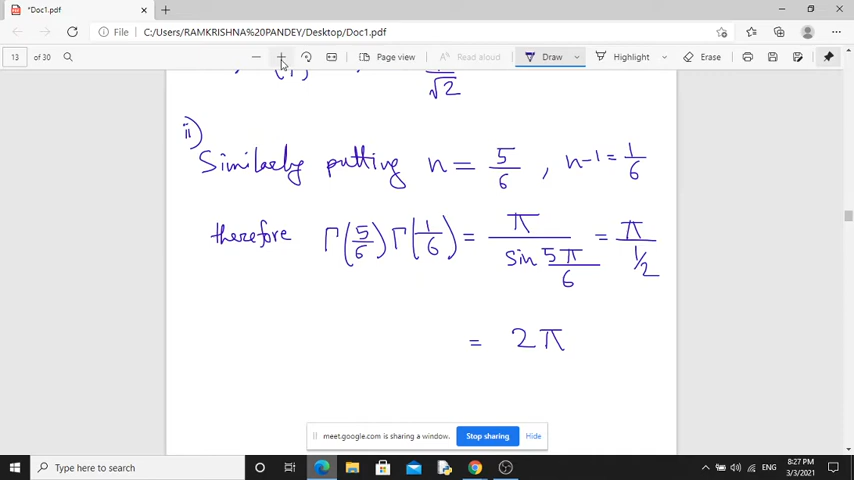 *Doc1.pdf
File C:/Users/RAMKRISHNA%20PANDEY/Desktop/Doc1.pdf
13 of 30 Page view Read aloud Draw Highlight Erase
√2
ii)
Similarly putting n = 5/6 , n-1 = 1/6
therefore Γ(5/6) Γ(1/6) = π/sin 5π/6 = π/1/2
= 2π
meet.google.com is sharing a window. Stop sharing Hide
Type here to search
ENG
8:27 PM
3/3/2021